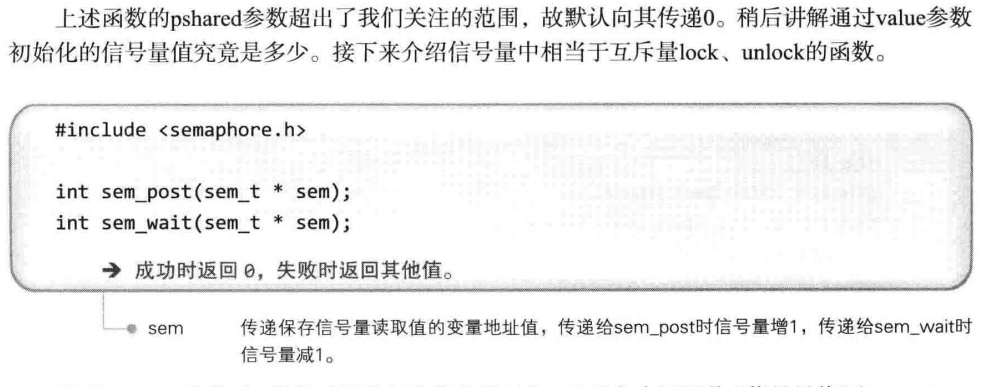 上述函数的pshared参数超出了我们关注的范围，故默认向其传递0。稍后讲解通过value参数
初始化的信号量值究竟是多少。接下来介绍信号量中相当于互斥量lock、unlock的函数。
#include <semaphore.h>
int sem_post(sem_t * sem);
int sem_wait(sem_t * sem);
→ 成功时返回 0，失败时返回其他值。
sem 传递保存信号量读取值的变量地址值，传递给sem_post时信号量增1，传递给sem_wait时
信号量减1。